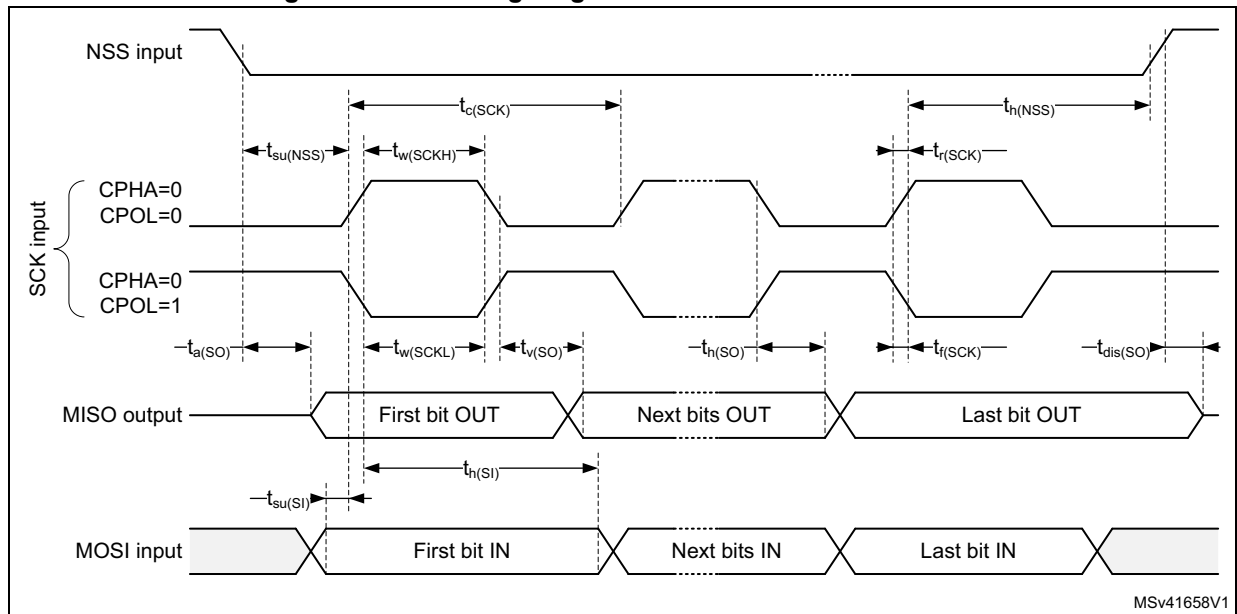 NSS input
tc(SCK)
th(NSS)
tsu(NSS)
tw(SCKH)
tr(SCK)
SCK input
CPHA=0
CPOL=0
CPHA=0
CPOL=1
ta(SO)
tw(SCKL)
tv(SO)
th(SO)
tf(SCK)
tdis(SO)
MISO output
First bit OUT
Next bits OUT
Last bit OUT
th(SI)
tsu(SI)
MOSI input
First bit IN
Next bits IN
Last bit IN
MSv41658V1